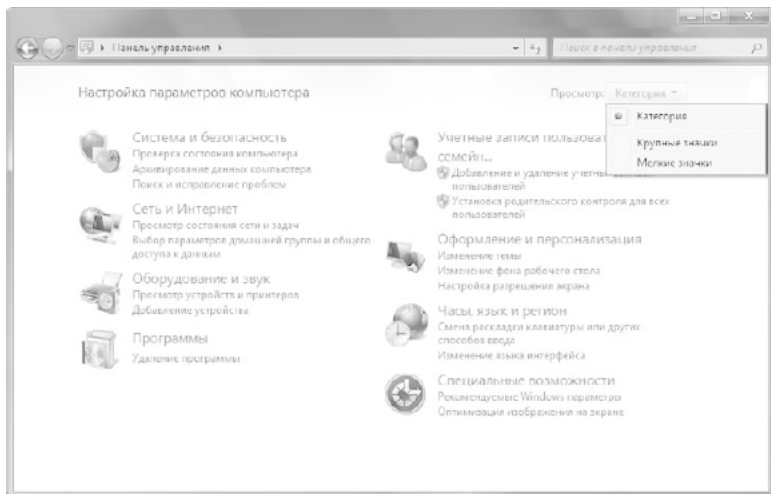 Панель управления
Поиск в панели управления
Настройка параметров компьютера
Просмотр: Категория
Категория
Крупные значки
Мелкие значки
Система и безопасность
Проверка состояния компьютера
Архивирование данных компьютера
Поиск и исправление проблем
Сеть и Интернет
Просмотр состояния сети и задач
Выбор параметров домашней группы и общего
доступа к данным
Оборудование и звук
Просмотр устройств и принтеров
Добавление устройства
Программы
Удаление программы
Учетные записи пользоват
семейн...
Добавление и удаление учетных
пользователей
Установка родительского контроля для всех
пользователей
Оформление и персонализация
Изменение темы
Изменение фона рабочего стола
Настройка разрешения экрана
Часы, язык и регион
Смена раскладки клавиатуры или других
способов ввода
Изменение языка интерфейса
Специальные возможности
Рекомендуемые Windows параметры
Оптимизация изображения на экране